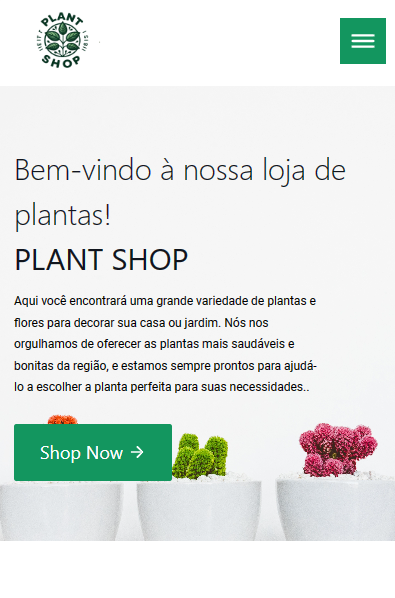 PLANT
SHOP
Bem-vindo à nossa loja de
plantas!
PLANT SHOP
Aqui você encontrará uma grande variedade de plantas e
flores para decorar sua casa ou jardim. Nós nos
orgulhamos de oferecer as plantas mais saudáveis e
bonitas da região, e estamos sempre prontos para ajudá-
lo a escolher a planta perfeita para suas necessidades..
Shop Now →